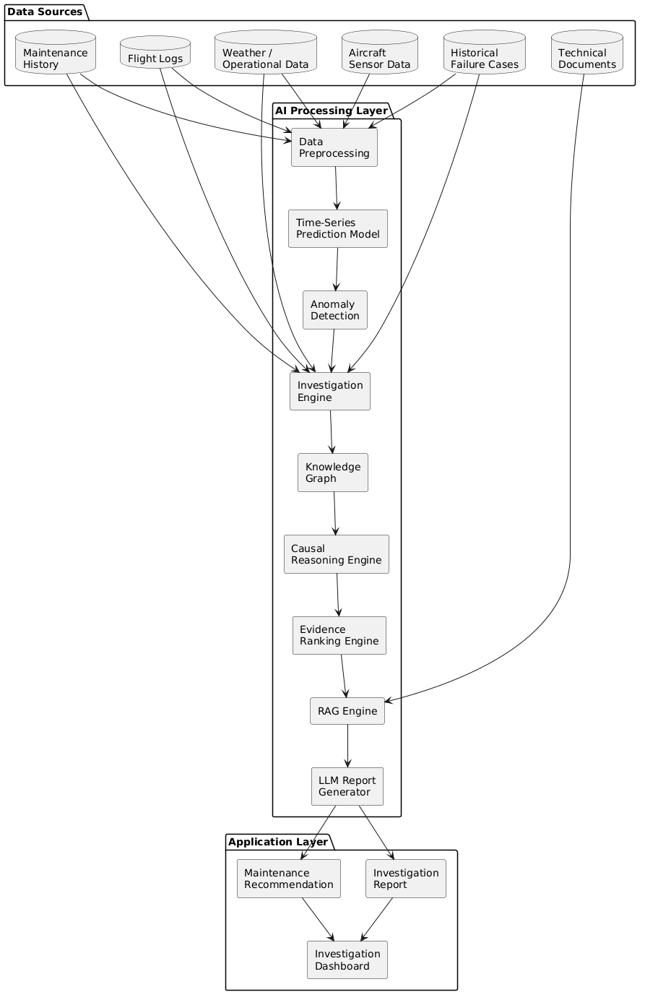 Data Sources
Maintenance
History
Flight Logs
Weather /
Operational Data
Aircraft
Sensor Data
Historical
Failure Cases
Technical
Documents
AI Processing Layer
Data
Preprocessing
Time-Series
Prediction Model
Anomaly
Detection
Investigation
Engine
Knowledge
Graph
Causal
Reasoning Engine
Evidence
Ranking Engine
RAG Engine
LLM Report
Generator
Application Layer
Maintenance
Recommendation
Investigation
Report
Investigation
Dashboard